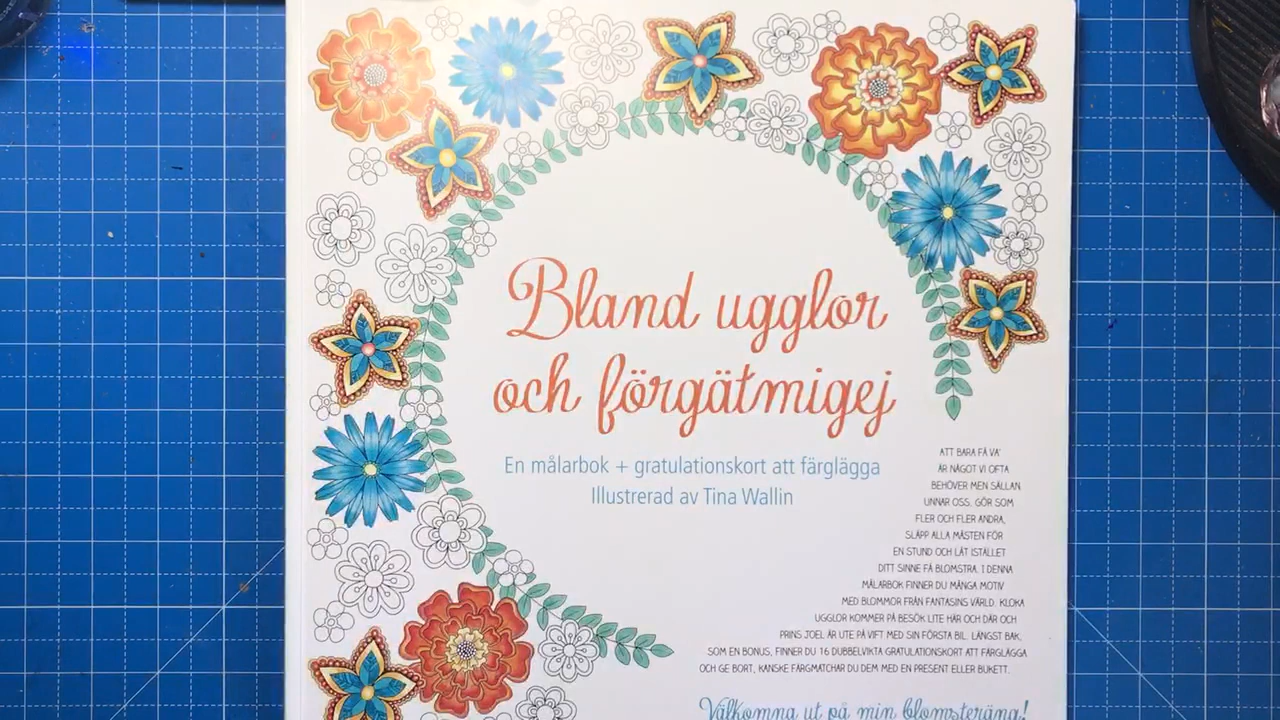 Bland ugglor
och förgätmigej
En målarbok + gratulationskort att färglägga
Illustrerad av Tina Wallin
ATT BARA FÅ VA'
ÄR NÅGOT VI OFTA
BEHÖVER MEN SÄLLAN
UNNAR OSS. GÖR SOM
FLER OCH FLER ANDRA,
SLÄPP ALLA MÅSTEN FÖR
EN STUND OCH LÅT ISTÄLLET
DITT SINNE FÅ BLOMSTRA. I DENNA
MÅLARBOK FINNER DU MÅNGA MOTIV
MED BLOMMOR FRÅN FANTASINS VÄRLD. KLOKA
UGGLOR KOMMER PÅ BESÖK LITE HÄR OCH DÄR OCH
PRINS JOEL ÄR UTE PÅ VIFT MED SIN FÖRSTA BIL. LÄNGST BAK,
SOM EN BONUS, FINNER DU 16 DUBBELVIKTA GRATULATIONSKORT ATT FÄRGLÄGGA
OCH GE BORT, KANSKE FÄRGMATCHAR DU DEM MED EN PRESENT ELLER BUKETT.
Välkomna ut på min blomsteräng!